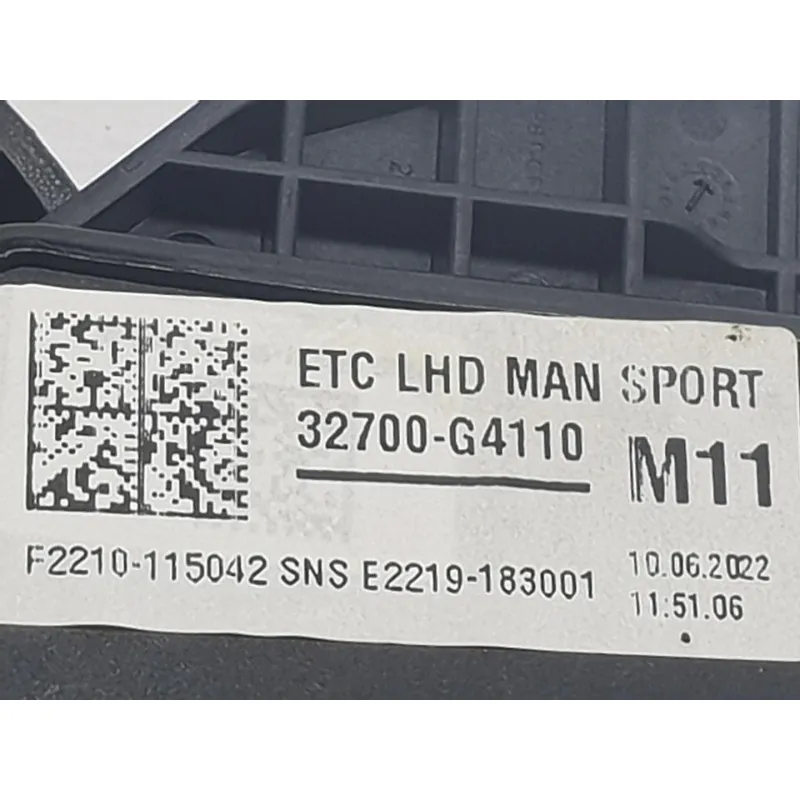 ETC LHD MAN SPORT
32700-G4110
M11
F2210-115042 SNS E2219-183001
10.06.2022
11:51.06